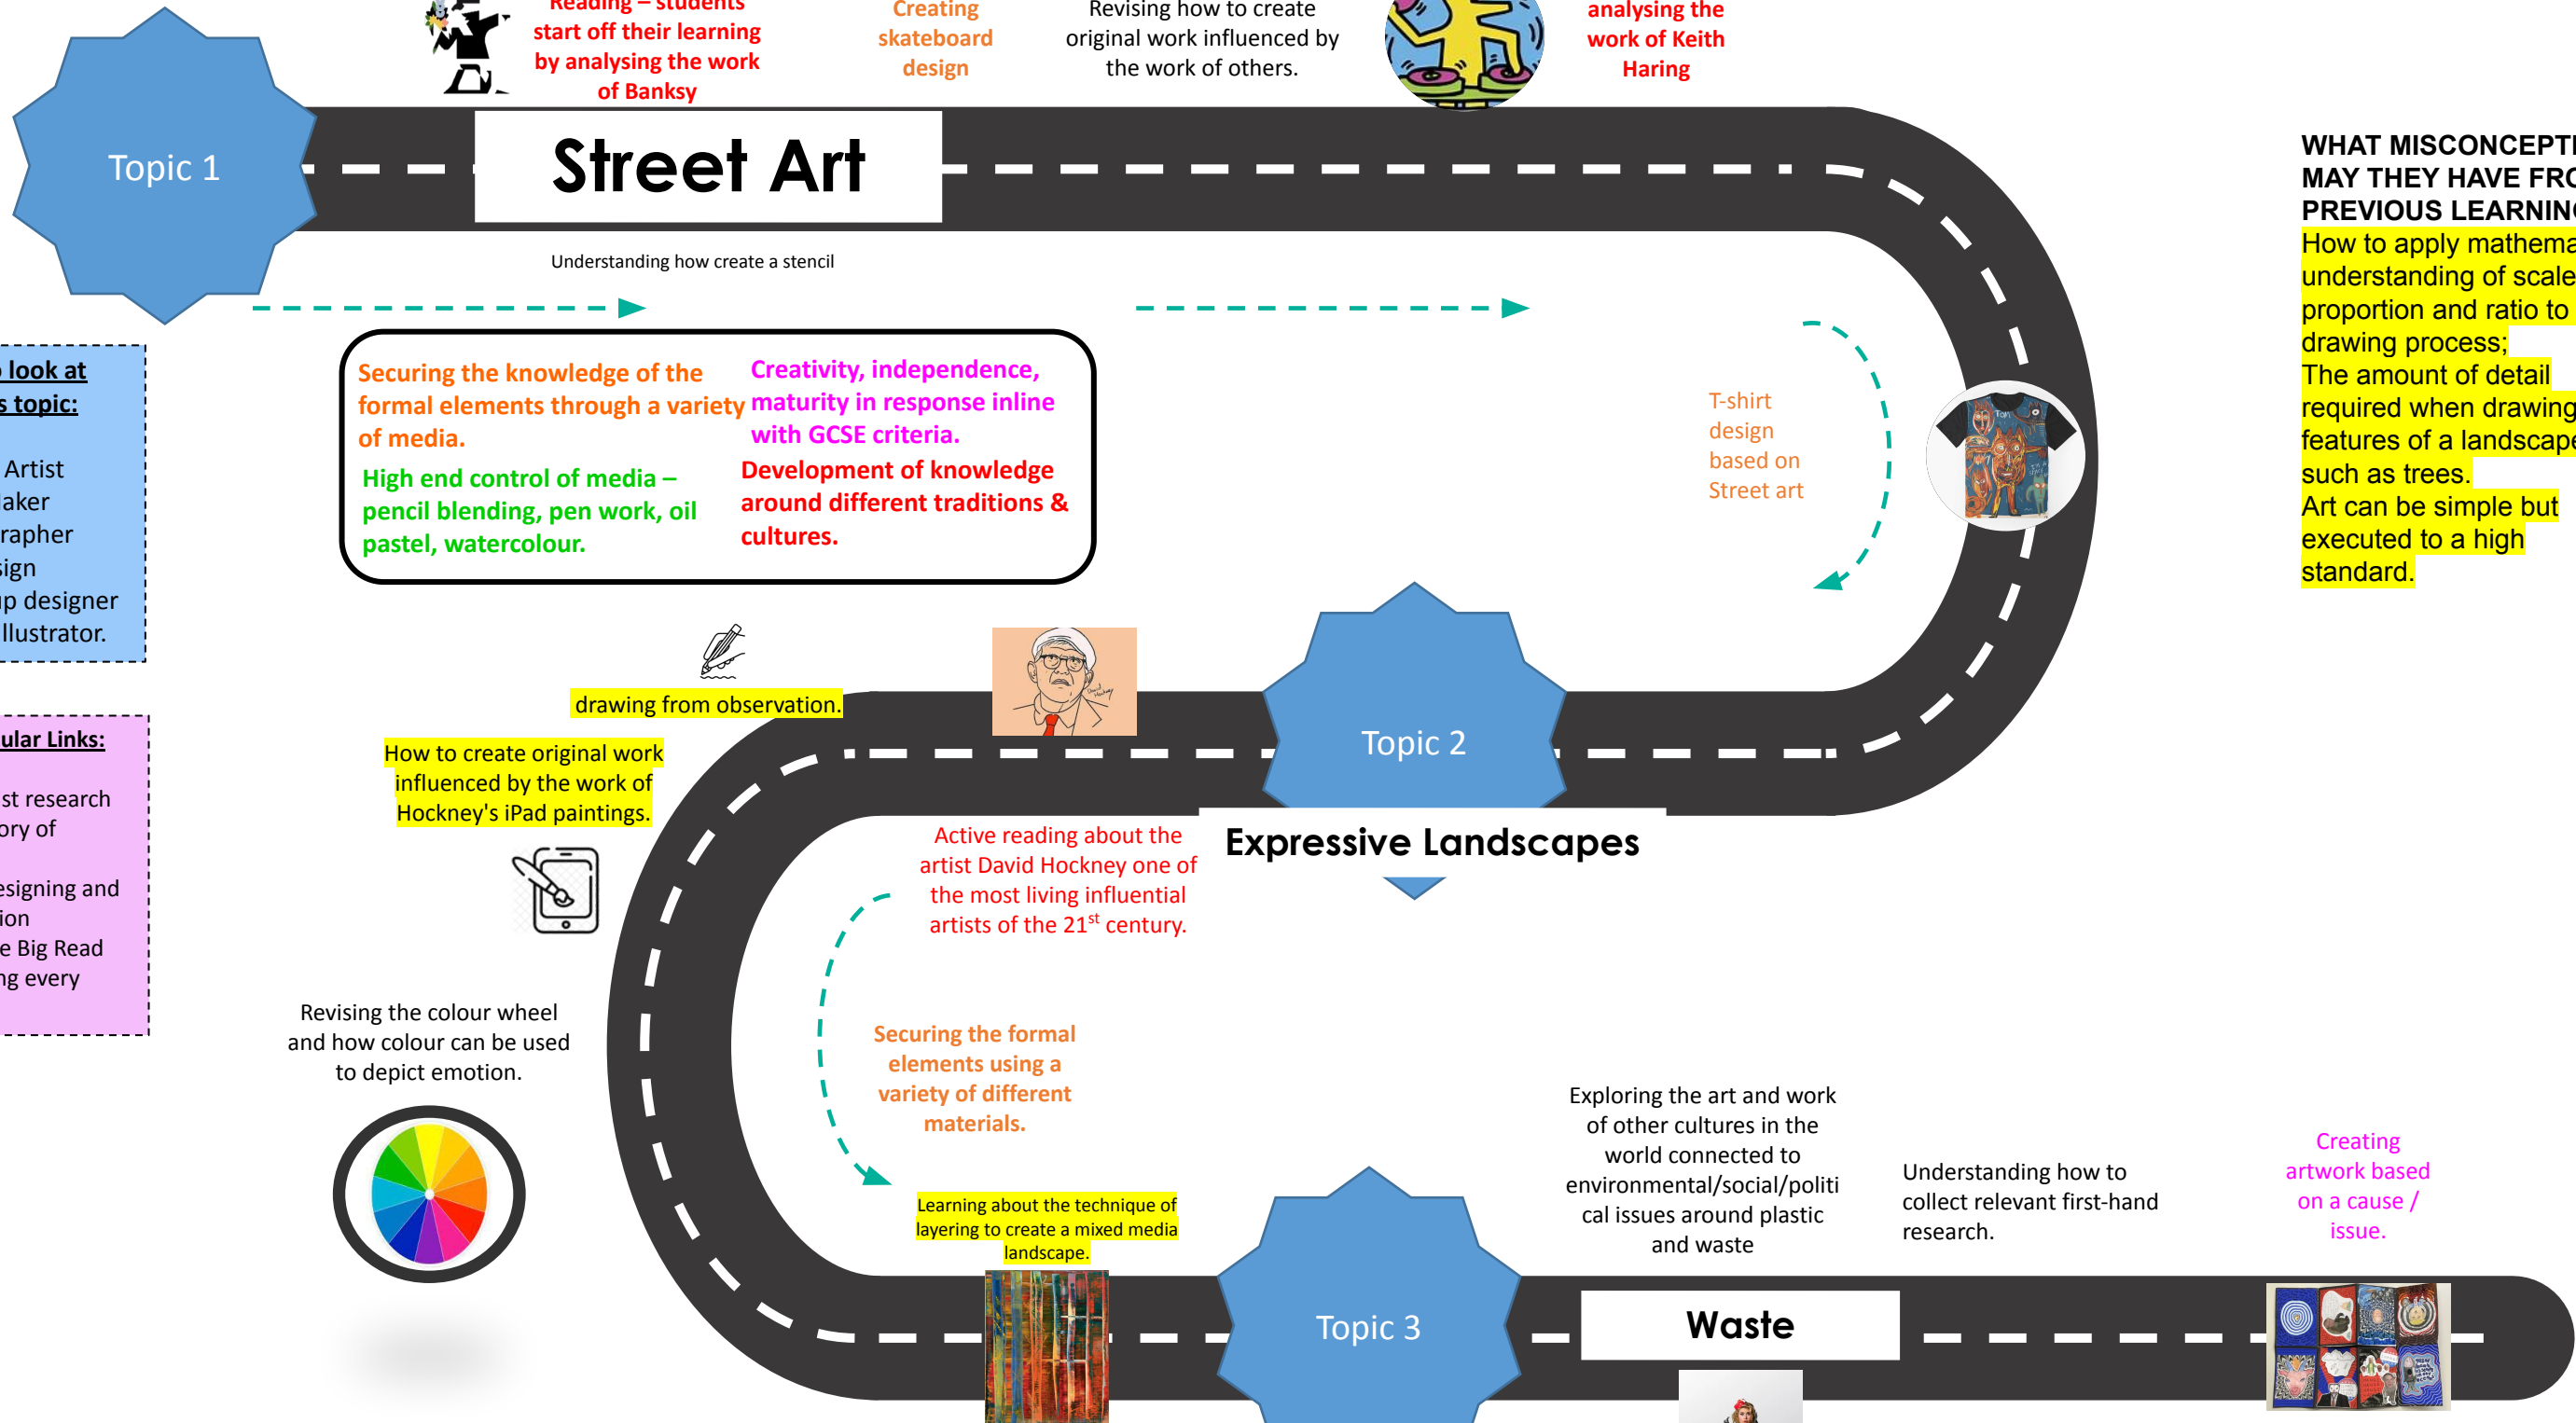 Reading – students
start off their learning
by analysing the work
of Banksy
Creating
skateboard
design
Revising how to create
original work influenced by
the work of others.
analysing the
work of Keith
Haring
Topic 1
Street Art
Understanding how create a stencil
WHAT MISCONCEPTI
MAY THEY HAVE FRO
PREVIOUS LEARNING
How to apply mathema
understanding of scale
proportion and ratio to
drawing process;
The amount of detail
required when drawing
features of a landscape
such as trees.
Art can be simple but
executed to a high
standard.
look at
s topic:
Artist
aker
rapher
sign
up designer
llustrator.
Securing the knowledge of the
formal elements through a variety
of media.
High end control of media –
pencil blending, pen work, oil
pastel, watercolour.
Creativity, independence,
maturity in response inline
with GCSE criteria.
Development of knowledge
around different traditions &
cultures.
T-shirt
design
based on
Street art
drawing from observation.
How to create original work
influenced by the work of
Hockney's iPad paintings.
David
Hockney
Topic 2
Expressive Landscapes
Active reading about the
artist David Hockney one of
the most living influential
artists of the 21st century.
ular Links:
st research
ory of
esigning and
ion
e Big Read
ng every
Revising the colour wheel
and how colour can be used
to depict emotion.
Securing the formal
elements using a
variety of different
materials.
Learning about the technique of
layering to create a mixed media
landscape.
Topic 3
Waste
Exploring the art and work
of other cultures in the
world connected to
environmental/social/politi
cal issues around plastic
and waste
Understanding how to
collect relevant first-hand
research.
Creating
artwork based
on a cause /
issue.